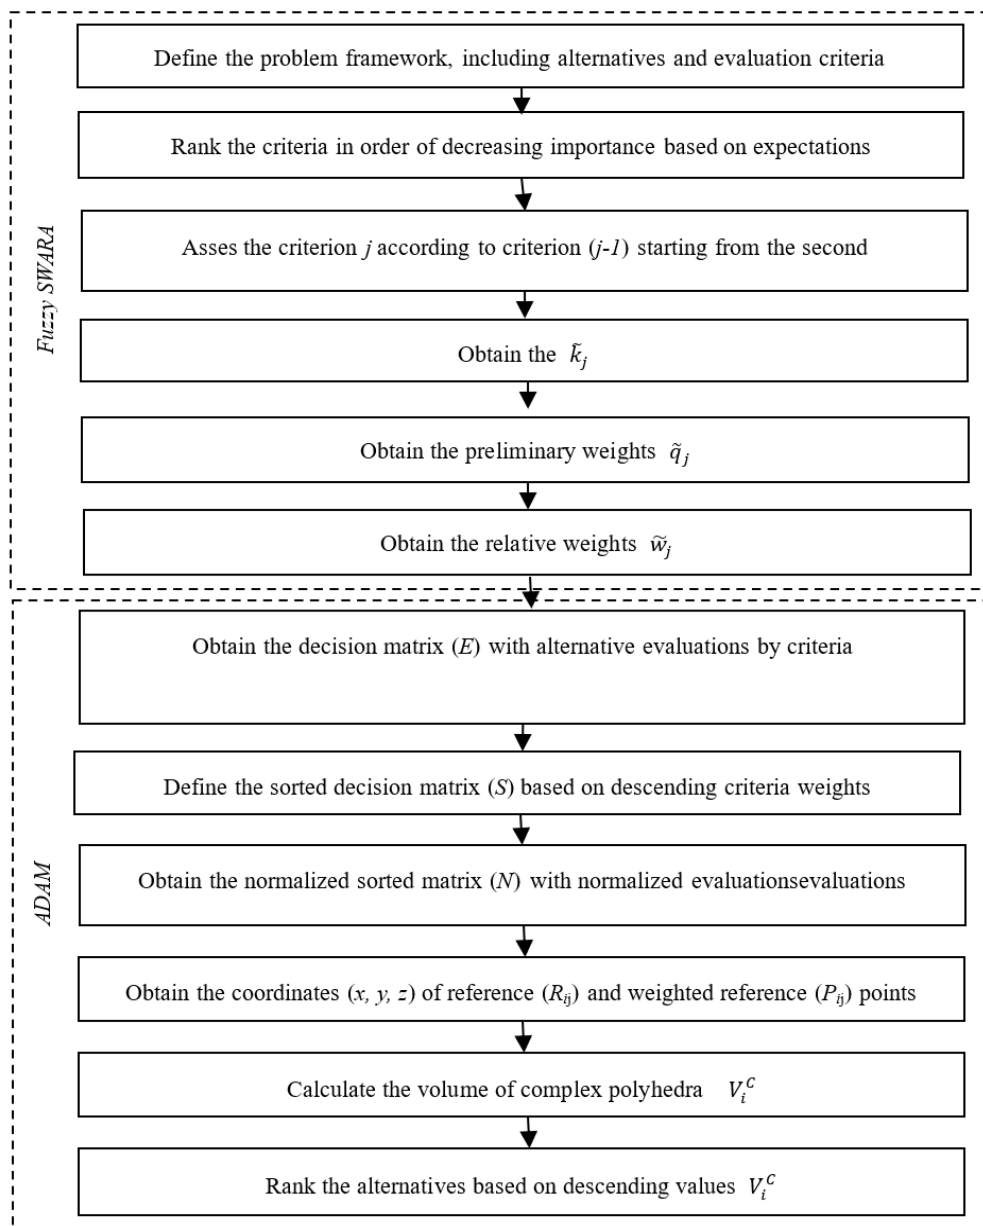 Define the problem framework, including alternatives and evaluation criteria
Rank the criteria in order of decreasing importance based on expectations
Asses the criterion j according to criterion (j-1) starting from the second
Fuzzy SWARA
Obtain the k̃ⱼ
Obtain the preliminary weights q̃ⱼ
Obtain the relative weights w̃ⱼ
Obtain the decision matrix (E) with alternative evaluations by criteria
Define the sorted decision matrix (S) based on descending criteria weights
ADAM
Obtain the normalized sorted matrix (N) with normalized evaluationsevaluations
Obtain the coordinates (x, y, z) of reference (Rᵢⱼ) and weighted reference (Pᵢⱼ) points
Calculate the volume of complex polyhedra Vᵢᶜ
Rank the alternatives based on descending values Vᵢᶜ